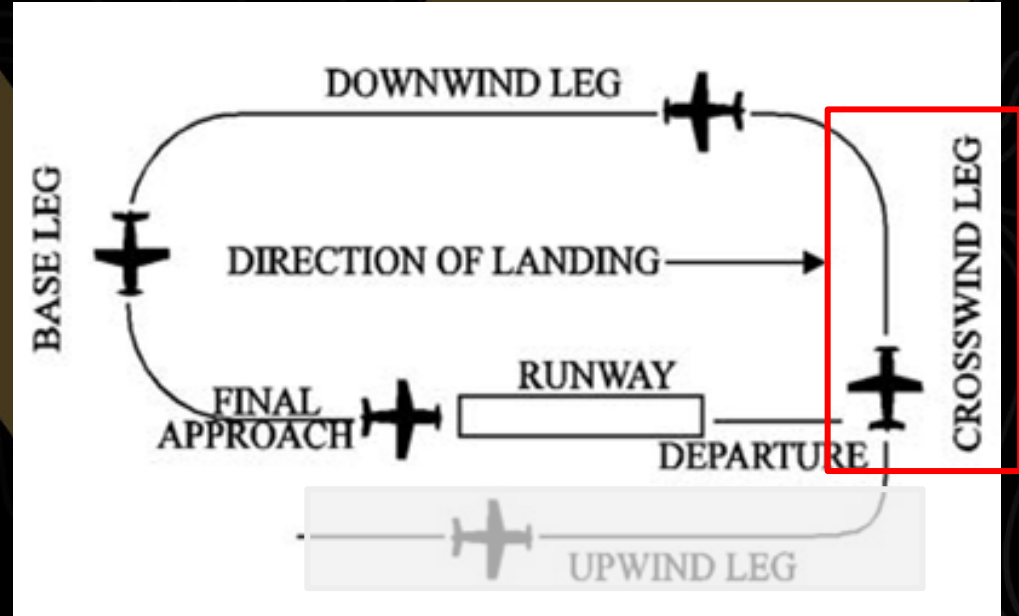 DOWNWIND LEG
BASE LEG
DIRECTION OF LANDING
CROSSWIND LEG
RUNWAY
FINAL
APPROACH
DEPARTURE
UPWIND LEG